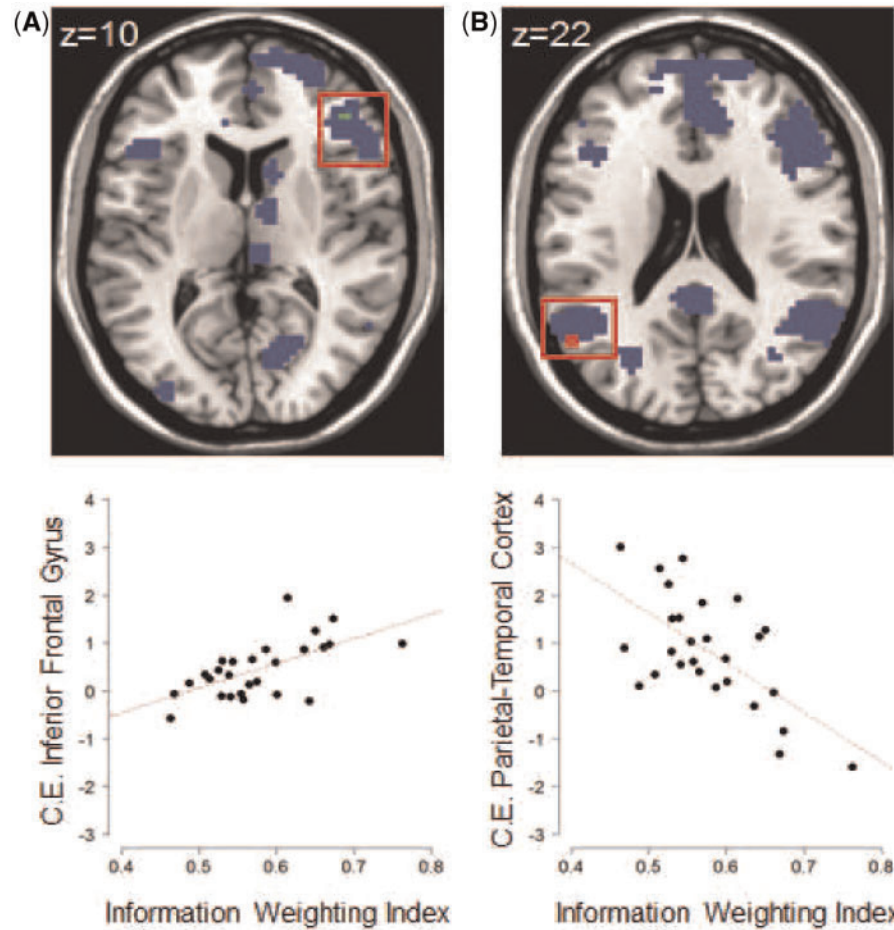 (A)
z=10
(B)
z=22
C.E. Inferior Frontal Gyrus
4
3
2
1
0
-1
-2
-3
0.4 0.5 0.6 0.7 0.8
Information Weighting Index
C.E. Parietal-Temporal Cortex
4
3
2
1
0
-1
-2
-3
0.4 0.5 0.6 0.7 0.8
Information Weighting Index